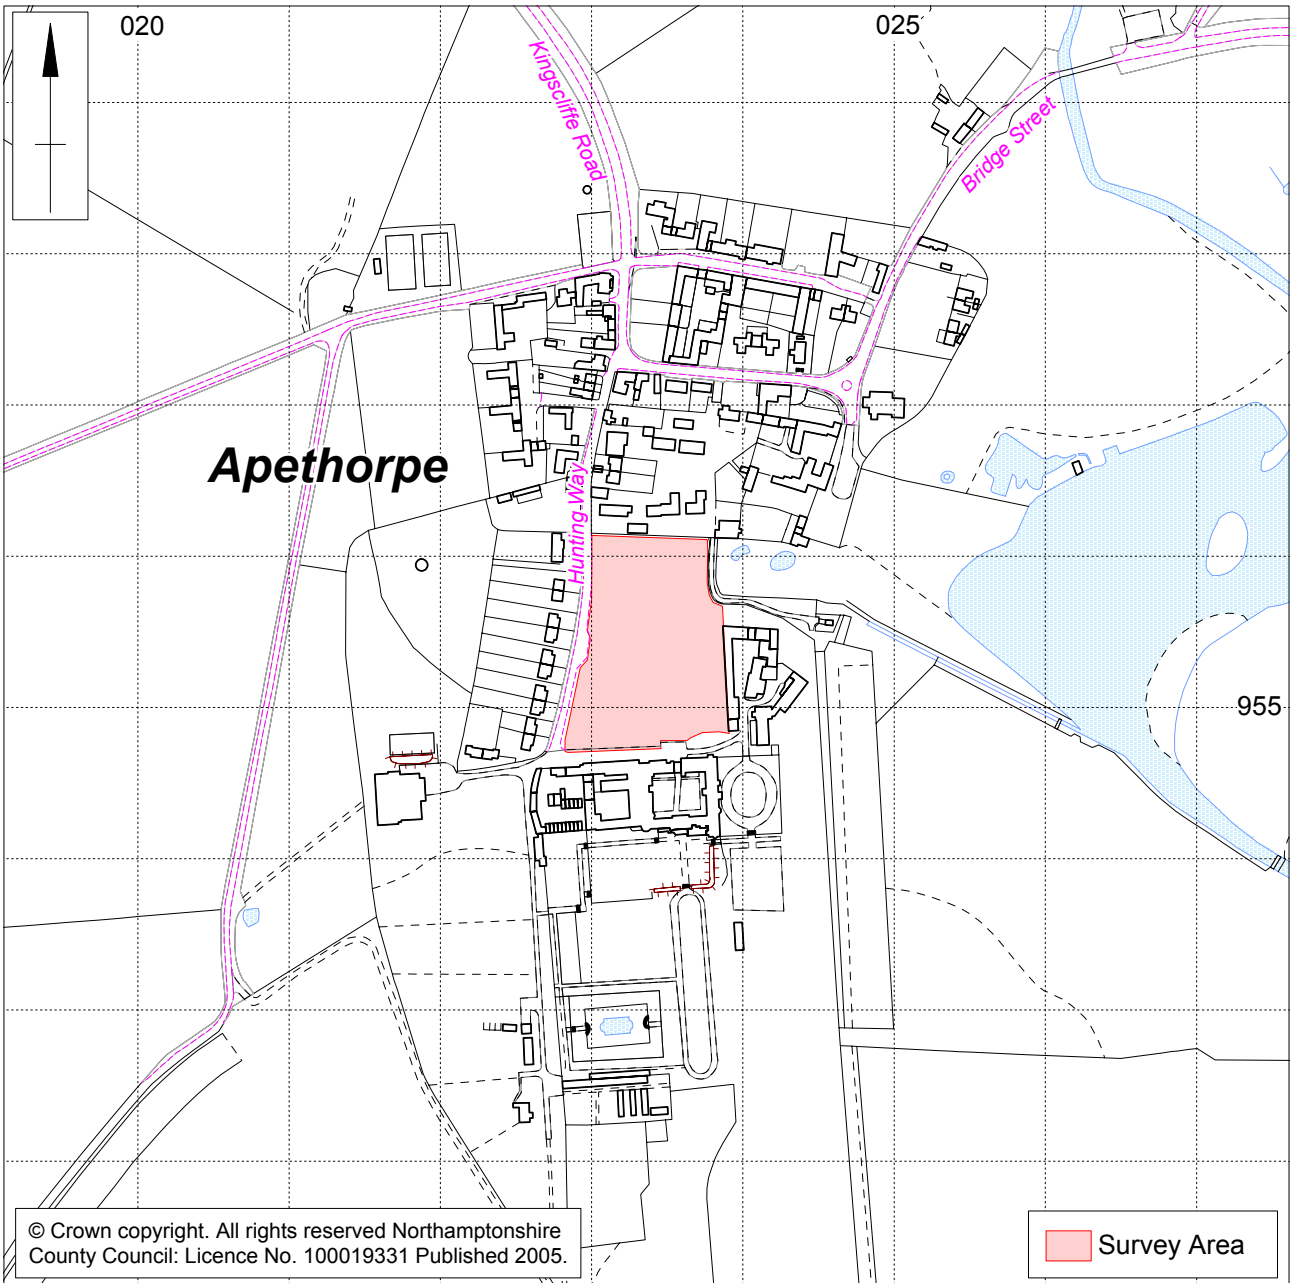 020
025
Kingscliffe Road
Bridge Street
Apethorpe
Hunting Way
955
© Crown copyright. All rights reserved Northamptonshire
County Council: Licence No. 100019331 Published 2005.
Survey Area